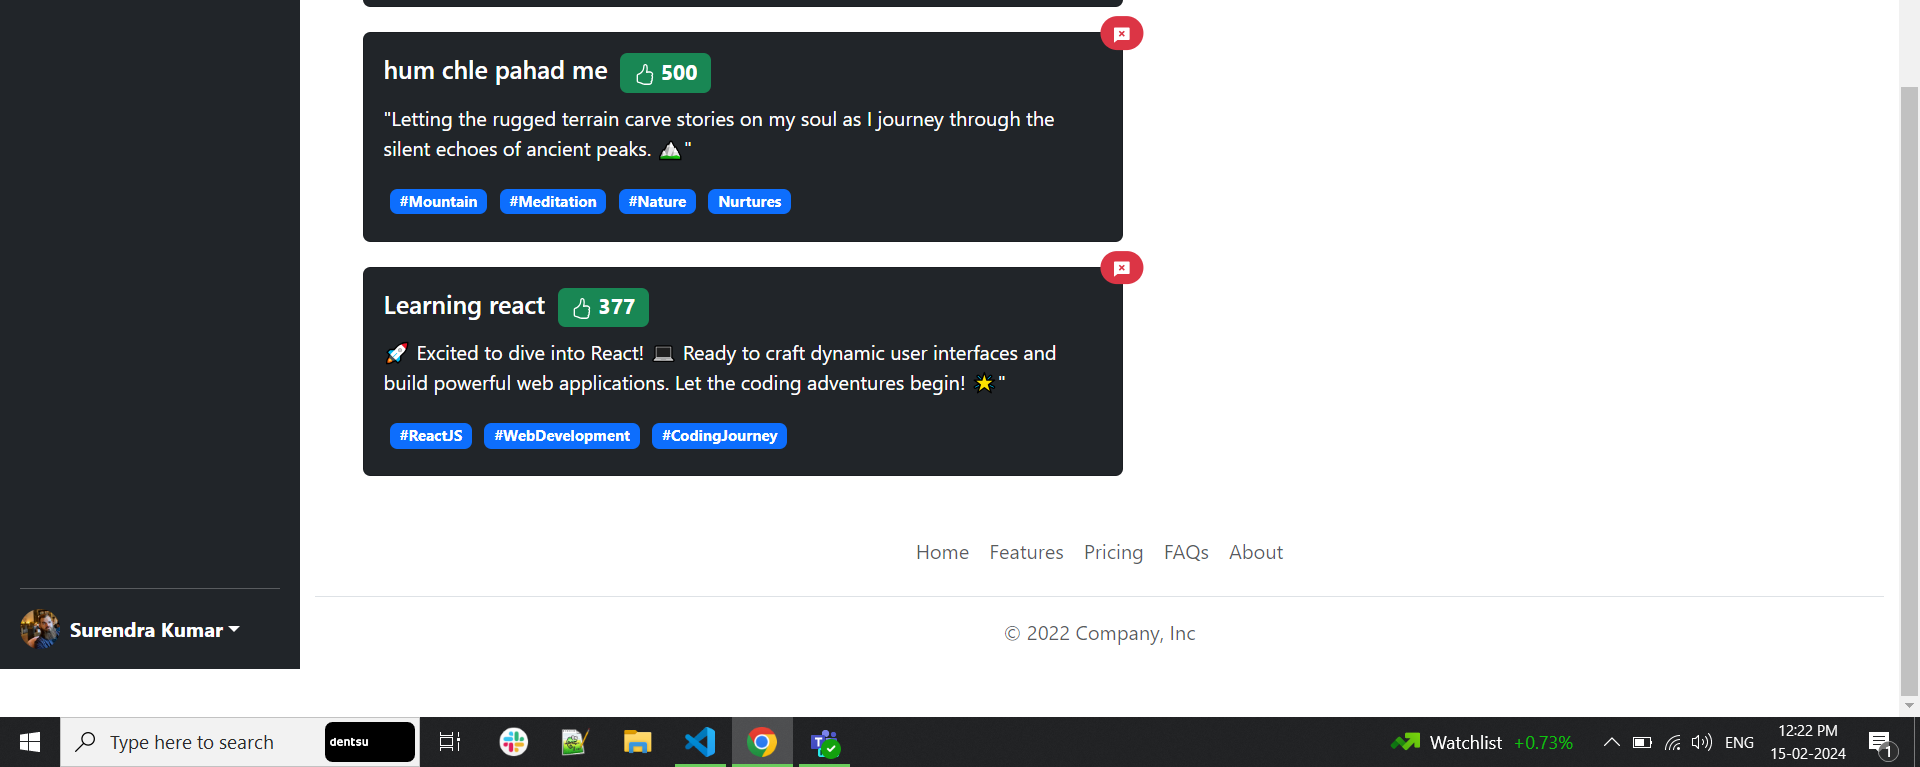 hum chle pahad me 500
"Letting the rugged terrain carve stories on my soul as I journey through the
silent echoes of ancient peaks. 🏔️"
#Mountain #Meditation #Nature Nurtures
Learning react 377
🚀 Excited to dive into React! 💻 Ready to craft dynamic user interfaces and
build powerful web applications. Let the coding adventures begin! 🌟"
#ReactJS #WebDevelopment #CodingJourney
Home Features Pricing FAQs About
Surendra Kumar
© 2022 Company, Inc
Type here to search
dentsu
Watchlist +0.73%
ENG
12:22 PM
15-02-2024
1